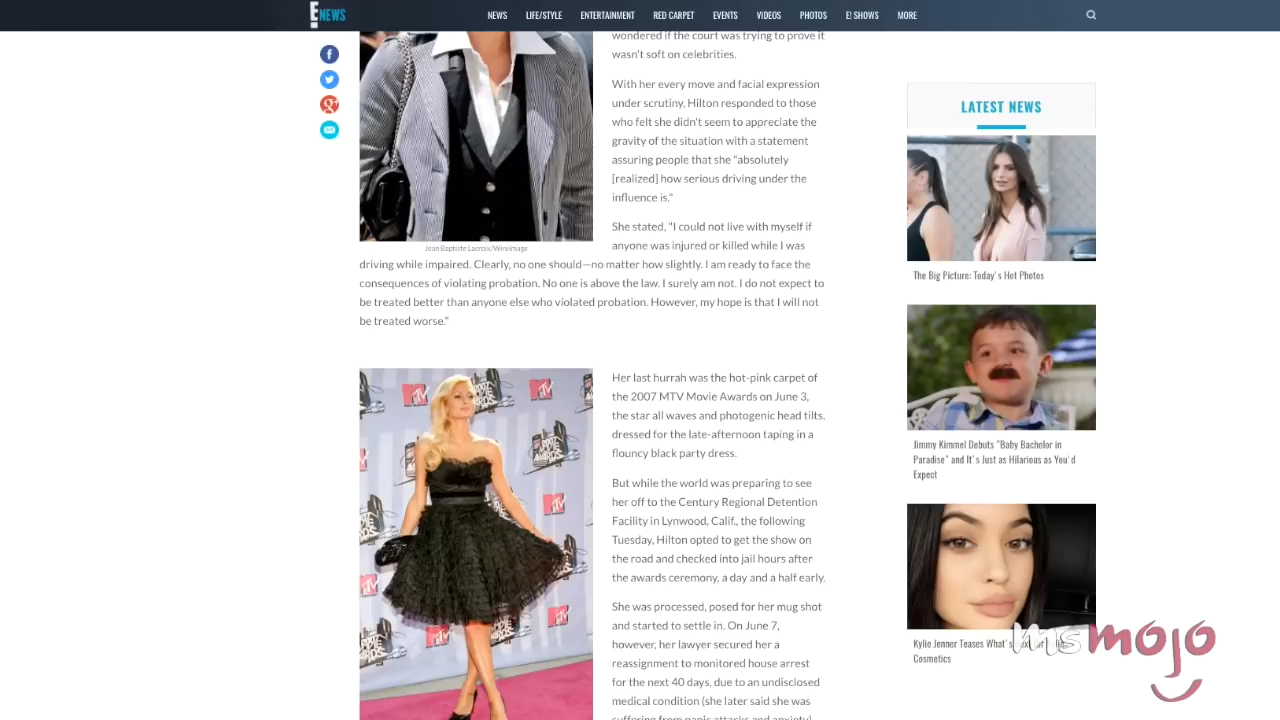 E NEWS
NEWS
LIFE/STYLE
ENTERTAINMENT
RED CARPET
EVENTS
VIDEOS
PHOTOS
E! SHOWS
MORE
wondered if the court was trying to prove it
wasn't soft on celebrities.
With her every move and facial expression
under scrutiny, Hilton responded to those
who felt she didn't seem to appreciate the
gravity of the situation with a statement
assuring people that she "absolutely
[realized] how serious driving under the
influence is."
She stated, "I could not live with myself if
anyone was injured or killed while I was
Jean Baptiste Lacroix/WireImage
driving while impaired. Clearly, no one should—no matter how slightly. I am ready to face the
consequences of violating probation. No one is above the law. I surely am not. I do not expect to
be treated better than anyone else who violated probation. However, my hope is that I will not
be treated worse."
MTV
Her last hurrah was the hot-pink carpet of
the 2007 MTV Movie Awards on June 3,
the star all waves and photogenic head tilts,
dressed for the late-afternoon taping in a
flouncy black party dress.
But while the world was preparing to see
her off to the Century Regional Detention
Facility in Lynwood, Calif., the following
Tuesday, Hilton opted to get the show on
the road and checked into jail hours after
the awards ceremony, a day and a half early.
She was processed, posed for her mug shot
and started to settle in. On June 7,
however, her lawyer secured her a
reassignment to monitored house arrest
for the next 40 days, due to an undisclosed
medical condition (she later said she was
suffering from panic attacks and anxiety)
LATEST NEWS
The Big Picture: Today's Hot Photos
Jimmy Kimmel Debuts "Baby Bachelor in
Paradise" and It's Just as Hilarious as You'd
Expect
Kylie Jenner Teases What's
Cosmetics
msmojo